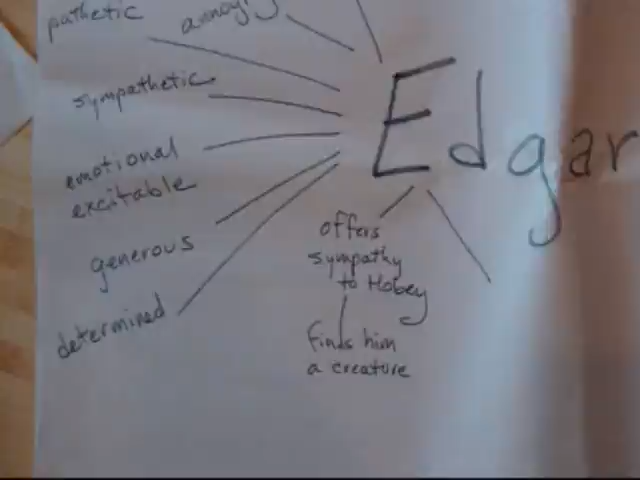 pathetic
sympathetic
emotional
excitable
generous
determined
Edgar
offers
sympathy
to Hobey
finds him
a creature